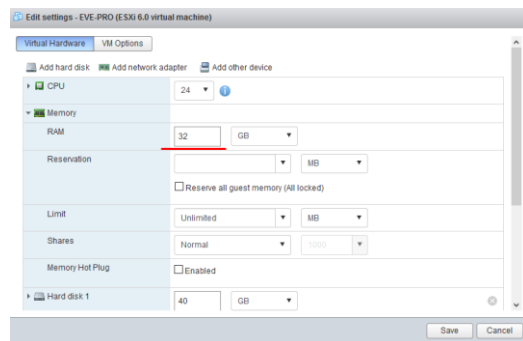 Edit settings - EVE-PRO (ESXi 6.0 virtual machine)
Virtual Hardware VM Options
Add hard disk Add network adapter Add other device
CPU 24
Memory
RAM 32 GB
Reservation MB
Reserve all guest memory (All locked)
Limit Unlimited MB
Shares Normal 1000
Memory Hot Plug Enabled
Hard disk 1 40 GB
Save Cancel